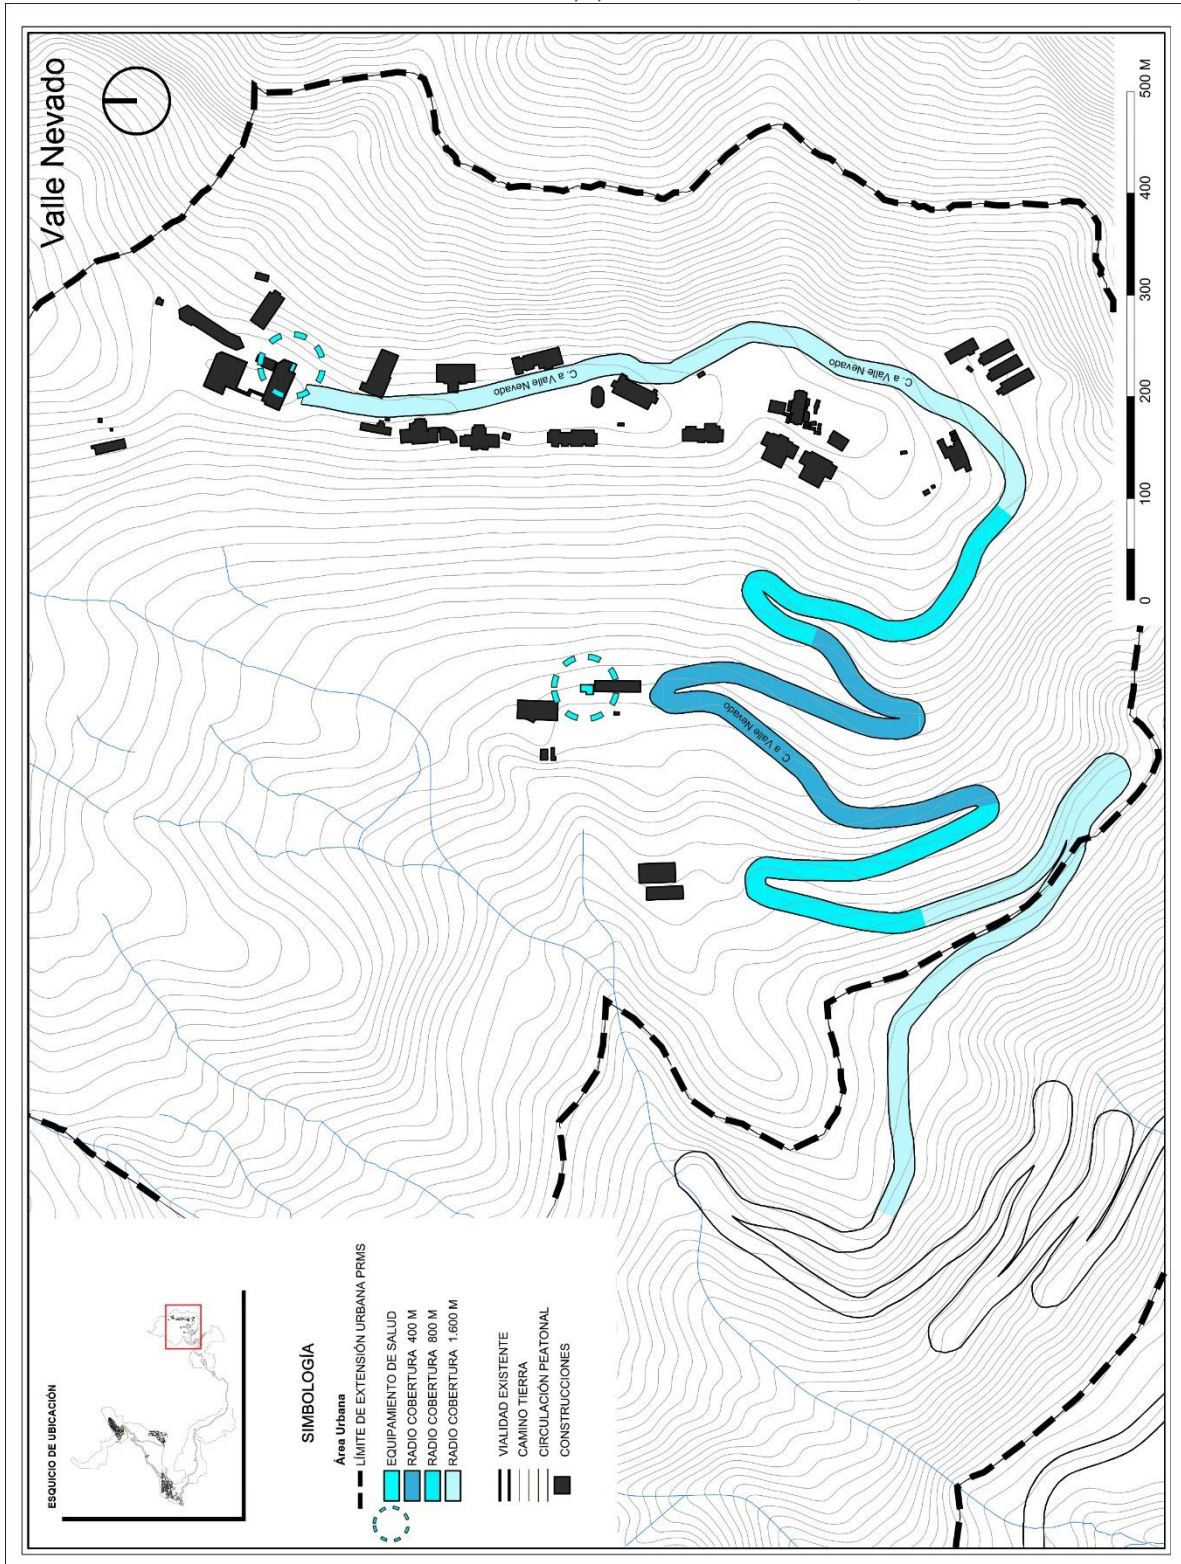 Valle Nevado
ESQUICIO DE UBICACIÓN
SIMBOLOGÍA
Área Urbana
LÍMITE DE EXTENSIÓN URBANA PRMS
EQUIPAMIENTO DE SALUD
RADIO COBERTURA 400 M
RADIO COBERTURA 800 M
RADIO COBERTURA 1.600 M
VIALIDAD EXISTENTE
CAMINO TIERRA
CIRCULACIÓN PEATONAL
CONSTRUCCIONES
C. a Valle Nevado
C. a Valle Nevado
C. a Valle Nevado
0 100 200 300 400 500 M